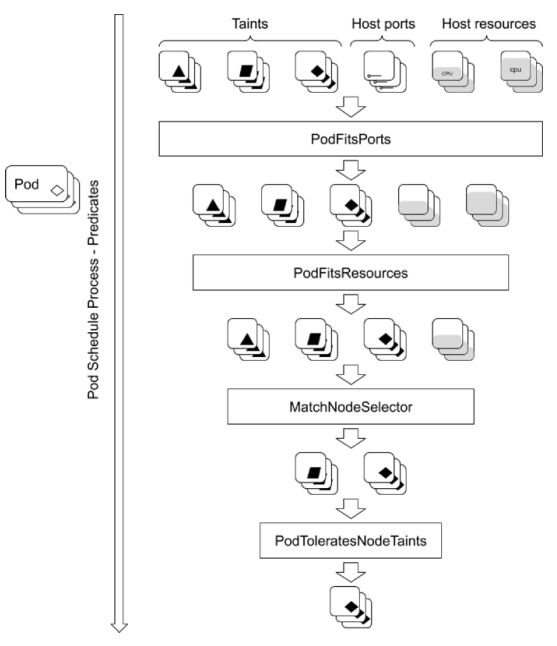 Taints
Host ports
Host resources
CPU
cpu
PodFitsPorts
Pod
Pod Schedule Process - Predicates
PodFitsResources
MatchNodeSelector
PodToleratesNodeTaints